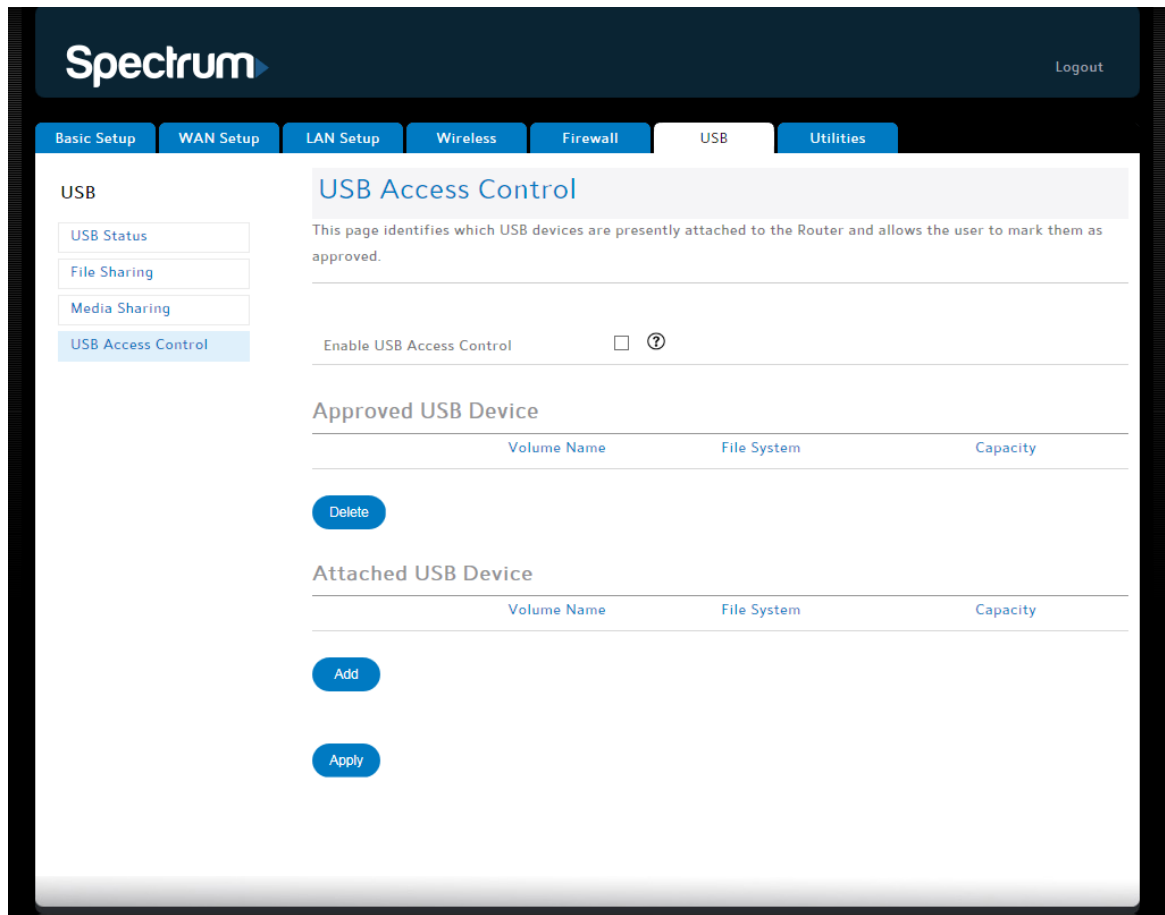 Spectrum
Logout
Basic Setup WAN Setup LAN Setup Wireless Firewall USB Utilities
USB
USB Status
File Sharing
Media Sharing
USB Access Control
USB Access Control
This page identifies which USB devices are presently attached to the Router and allows the user to mark them as
approved.
Enable USB Access Control ?
Approved USB Device
Volume Name File System Capacity
Delete
Attached USB Device
Volume Name File System Capacity
Add
Apply